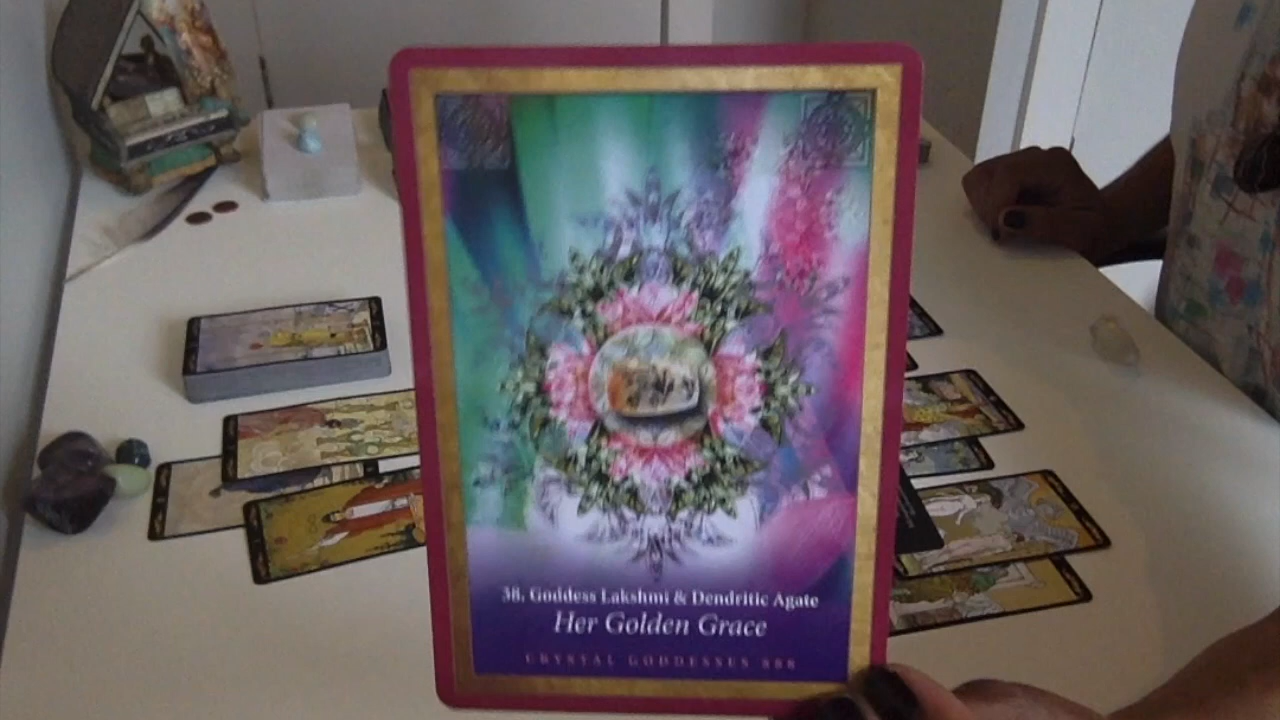 38. Goddess Lakshmi & Dendritic Agate
Her Golden Grace
CRYSTAL GODDESSES 888